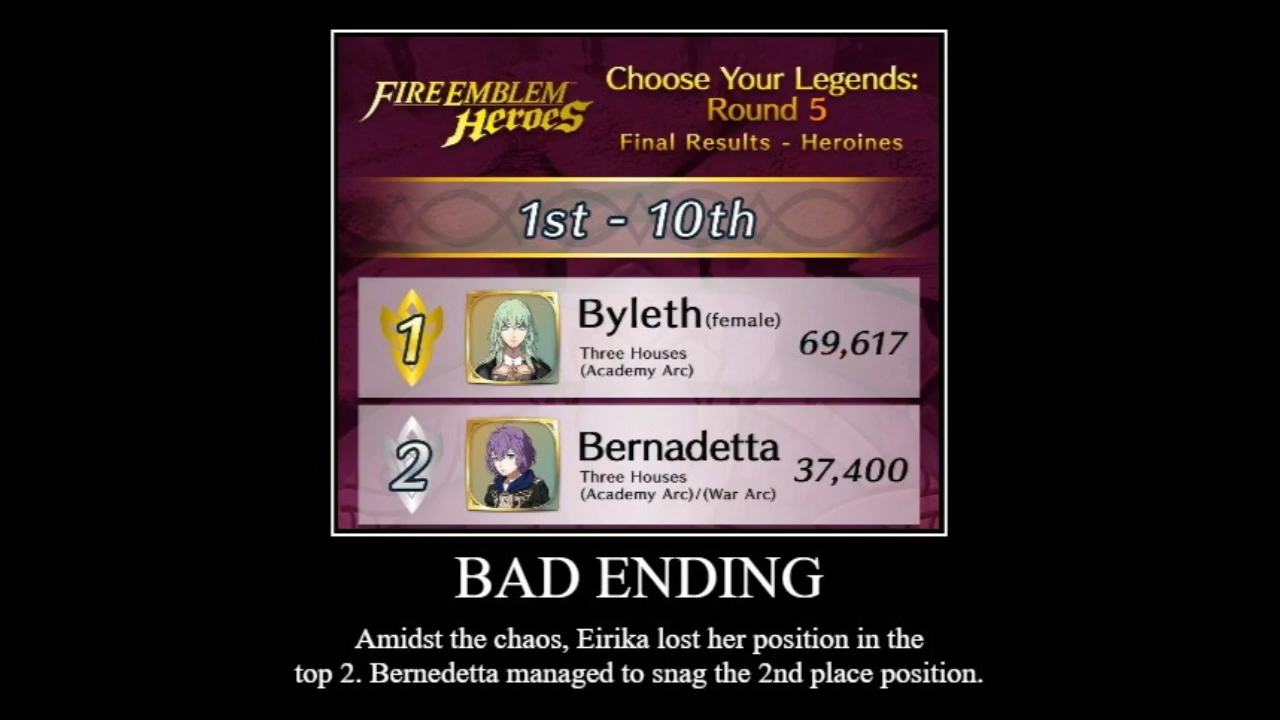 FIRE EMBLEM
Heroes
Choose Your Legends:
Round 5
Final Results - Heroines
1st - 10th
1
Byleth (female)
Three Houses
(Academy Arc)
69,617
2
Bernadetta
Three Houses
(Academy Arc)/(War Arc)
37,400
BAD ENDING
Amidst the chaos, Eirika lost her position in the
top 2. Bernedetta managed to snag the 2nd place position.